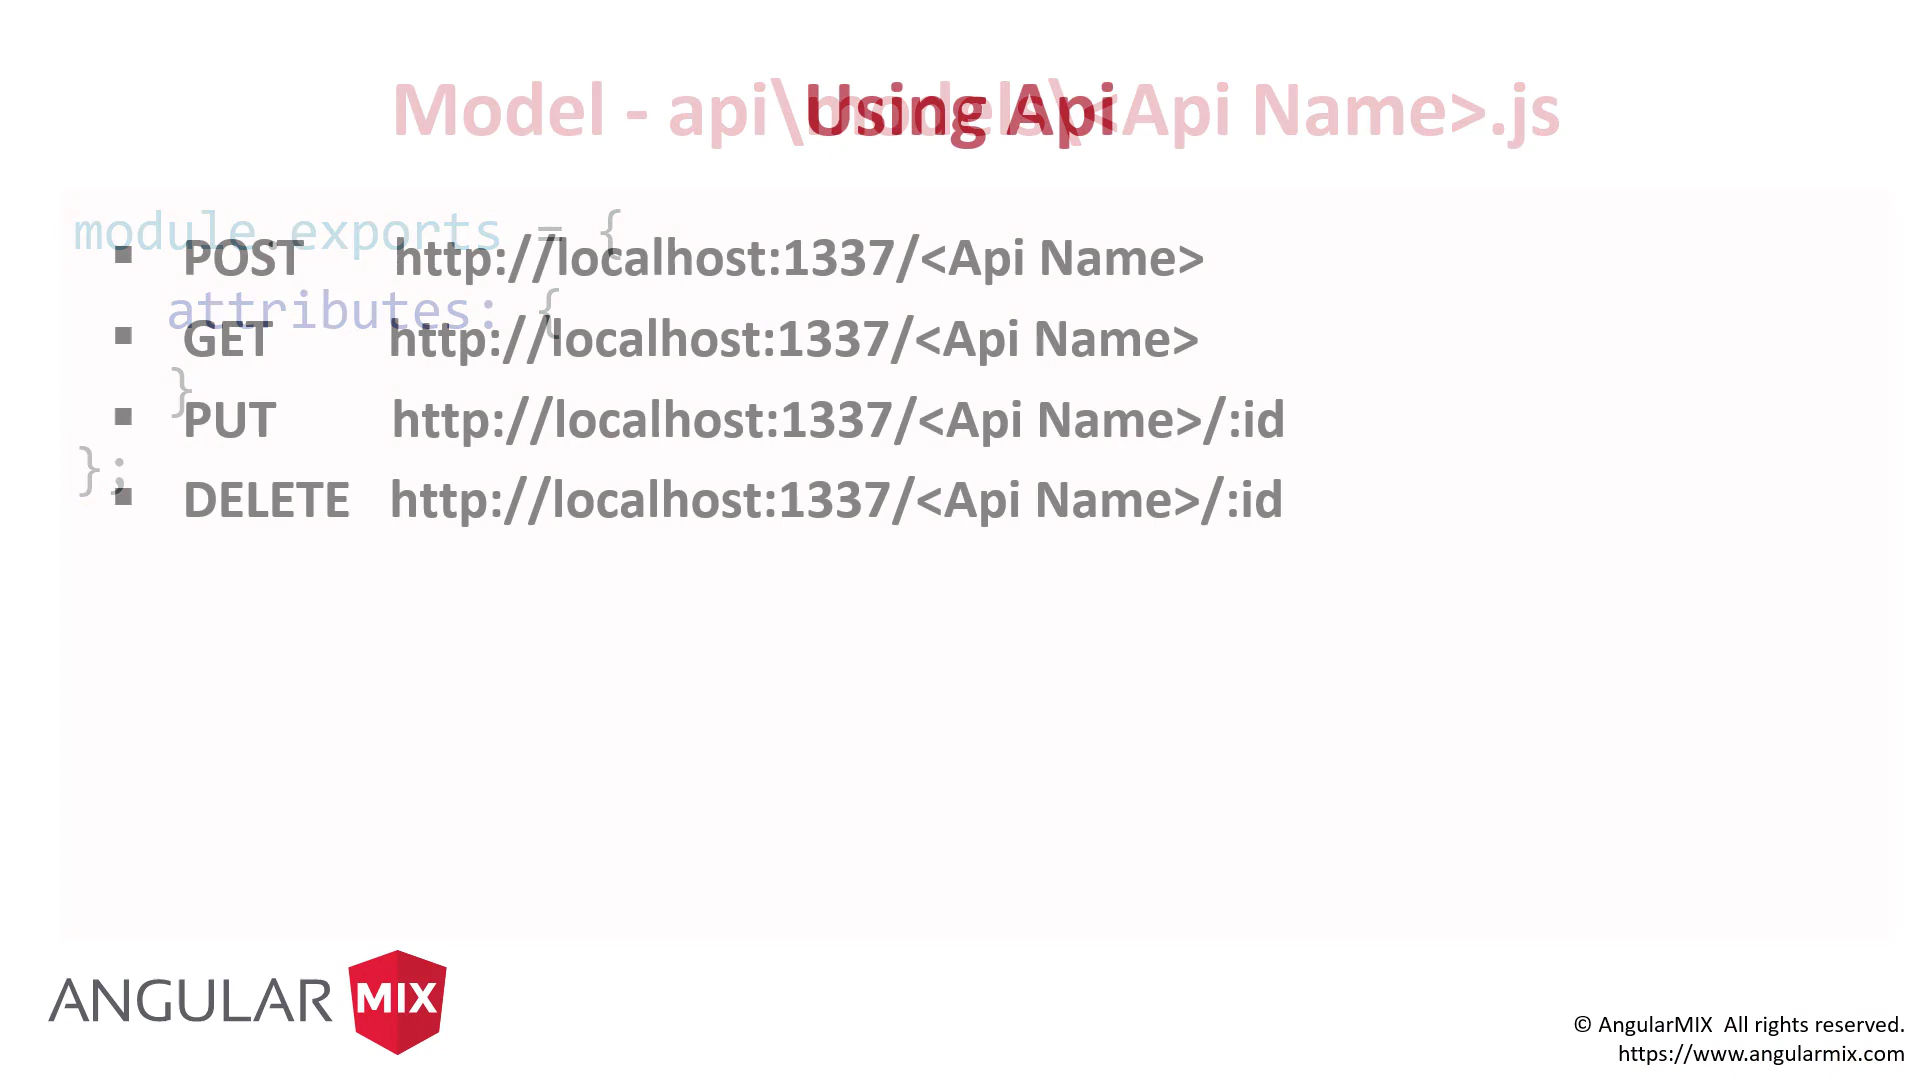 Model - api\models\<Api Name>.js
Using Api
module.exports = {
attributes: {
}
};
▪ POST http://localhost:1337/<Api Name>
▪ GET http://localhost:1337/<Api Name>
▪ PUT http://localhost:1337/<Api Name>/:id
▪ DELETE http://localhost:1337/<Api Name>/:id
ANGULAR MIX
© AngularMIX All rights reserved.
https://www.angularmix.com